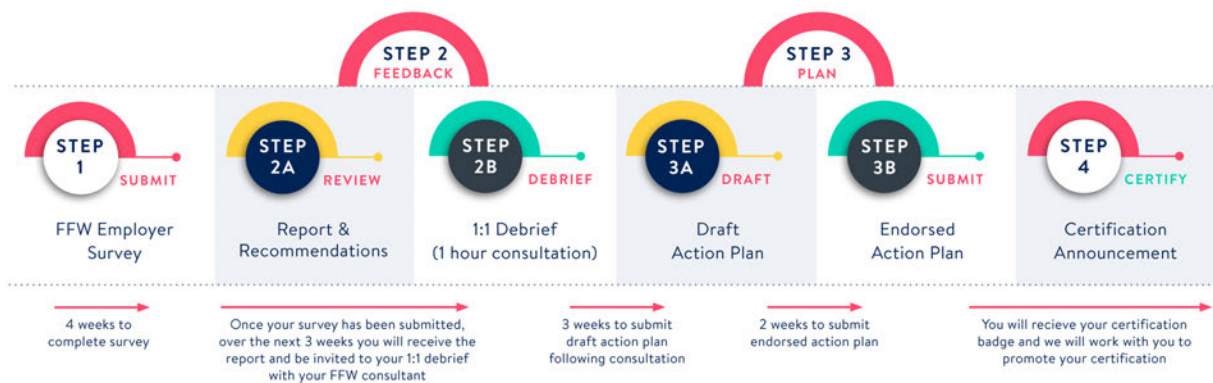 STEP 2
FEEDBACK
STEP 3
PLAN
STEP
1
SUBMIT
FFW Employer
Survey
STEP
2A
REVIEW
Report &
Recommendations
STEP
2B
DEBRIEF
1:1 Debrief
(1 hour consultation)
STEP
3A
DRAFT
Draft
Action Plan
STEP
3B
SUBMIT
Endorsed
Action Plan
STEP
4
CERTIFY
Certification
Announcement
4 weeks to
complete survey
Once your survey has been submitted,
over the next 3 weeks you will receive the
report and be invited to your 1:1 debrief
with your FFW consultant
3 weeks to submit
draft action plan
following consultation
2 weeks to submit
endorsed action plan
You will recieve your certification
badge and we will work with you to
promote your certification